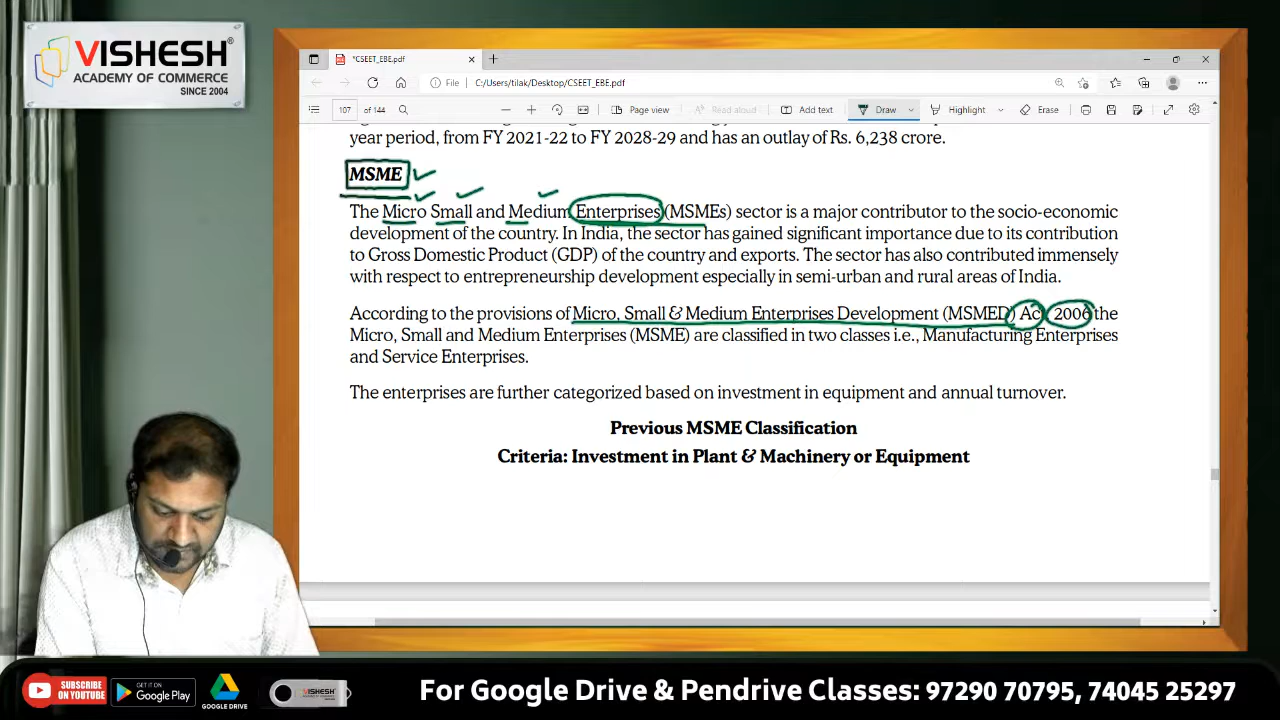 VISHESH®
ACADEMY OF COMMERCE
SINCE 2004
*CSEET_EBE.pdf
File C:/Users/tilak/Desktop/CSEET_EBE.pdf
107 of 144 Page view Read aloud Add text Draw Highlight Erase
year period, from FY 2021-22 to FY 2028-29 and has an outlay of Rs. 6,238 crore.
MSME
The Micro Small and Medium Enterprises (MSMEs) sector is a major contributor to the socio-economic
development of the country. In India, the sector has gained significant importance due to its contribution
to Gross Domestic Product (GDP) of the country and exports. The sector has also contributed immensely
with respect to entrepreneurship development especially in semi-urban and rural areas of India.
According to the provisions of Micro, Small & Medium Enterprises Development (MSMED) Act 2006 the
Micro, Small and Medium Enterprises (MSME) are classified in two classes i.e., Manufacturing Enterprises
and Service Enterprises.
The enterprises are further categorized based on investment in equipment and annual turnover.
Previous MSME Classification
Criteria: Investment in Plant & Machinery or Equipment
SUBSCRIBE
ON YOUTUBE
GET IT ON
Google Play
GOOGLE DRIVE
VISHESH
For Google Drive & Pendrive Classes: 97290 70795, 74045 25297